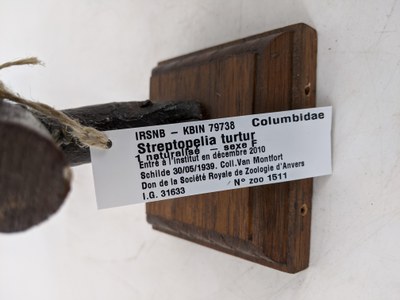 IRSNB – KBIN 79738 Columbidae
Streptopelia turtur
1 naturalisé – sexe F
Entré à l'Institut en décembre 2010
Schilde 30/05/1939. Coll.Van Montfort
Don de la Société Royale de Zoologie d'Anvers
I.G. 31633 N° zoo 1511